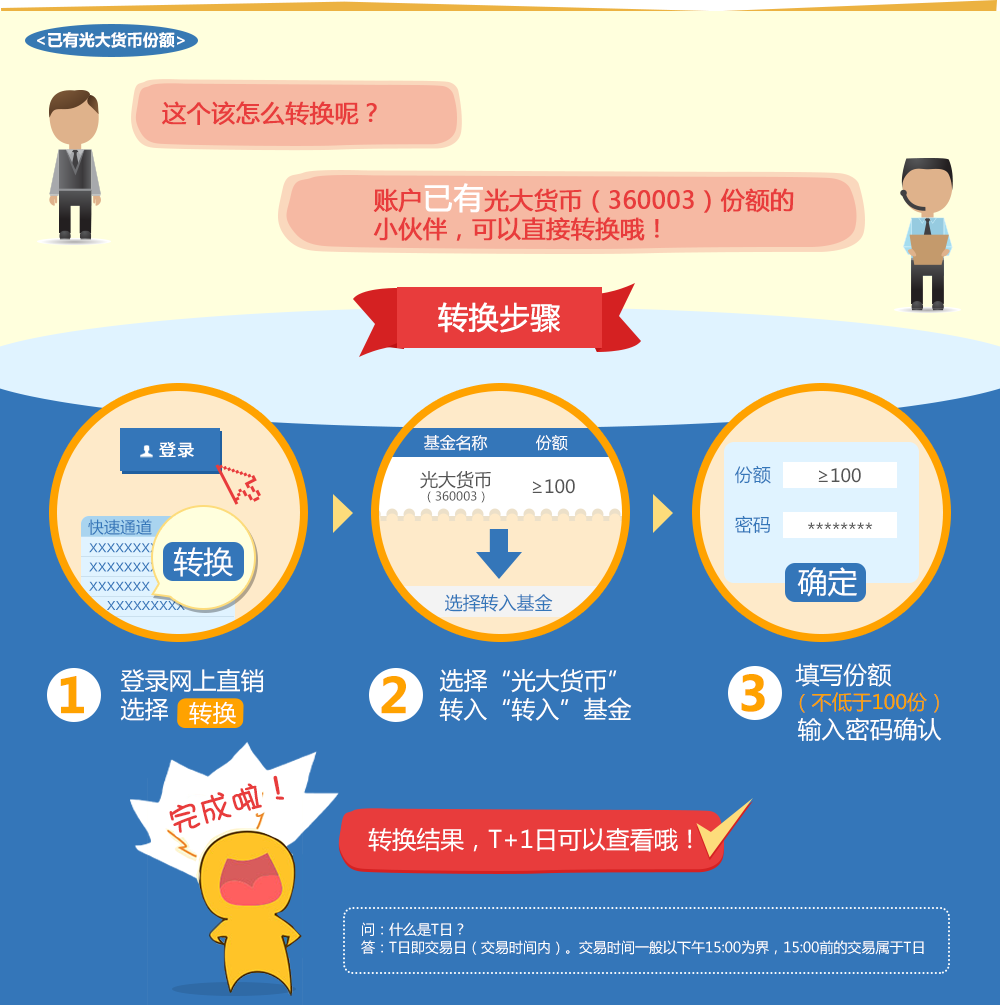 <已有光大货币份额>
这个该怎么转换呢？
账户已有光大货币（360003）份额的
小伙伴，可以直接转换哦！
转换步骤
登录
快速通道
XXXXXXXX
XXXXXXXX
XXXXXXX
XXXXXXXXX
转换
基金名称 份额
光大货币 ≥100
（360003）
选择转入基金
份额 ≥100
密码 ********
确定
1 登录网上直销
选择 转换
2 选择“光大货币”
转入“转入”基金
3 填写份额
（不低于100份）
输入密码确认
完成啦！
转换结果，T+1日可以查看哦！
问：什么是T日？
答：T日即交易日（交易时间内）。交易时间一般以下午15:00为界，15:00前的交易属于T日